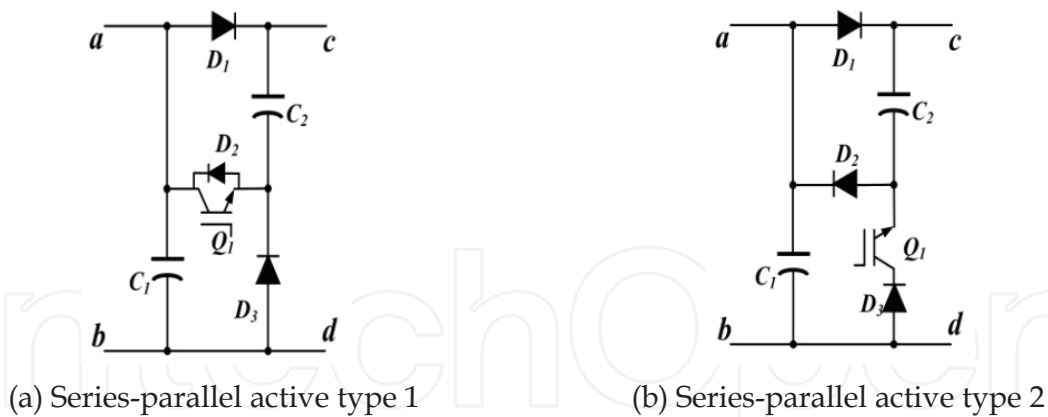 a
D1
c
C2
D2
Q1
C1
D3
b
d
(a) Series-parallel active type 1
a
D1
c
C2
D2
Q1
C1
D3
b
d
(b) Series-parallel active type 2
IntechOpen